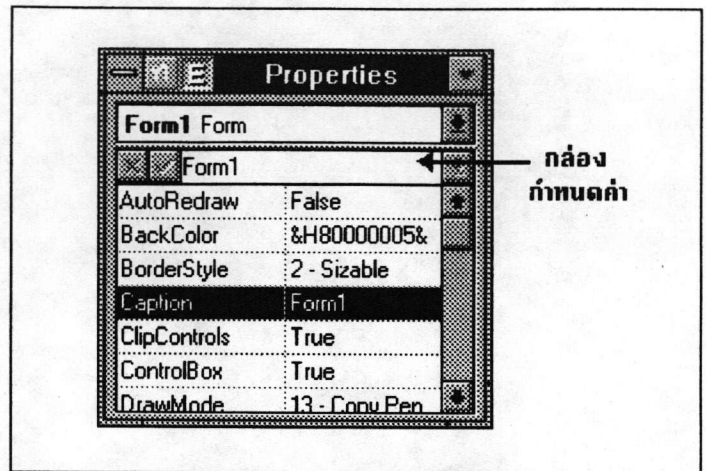 Properties
Form1 Form
Form1
กล่อง
กำหนดค่า
AutoRedraw False
BackColor &H80000005&
BorderStyle 2 - Sizable
Caption Form1
ClipControls True
ControlBox True
DrawMode 13 - Copy Pen